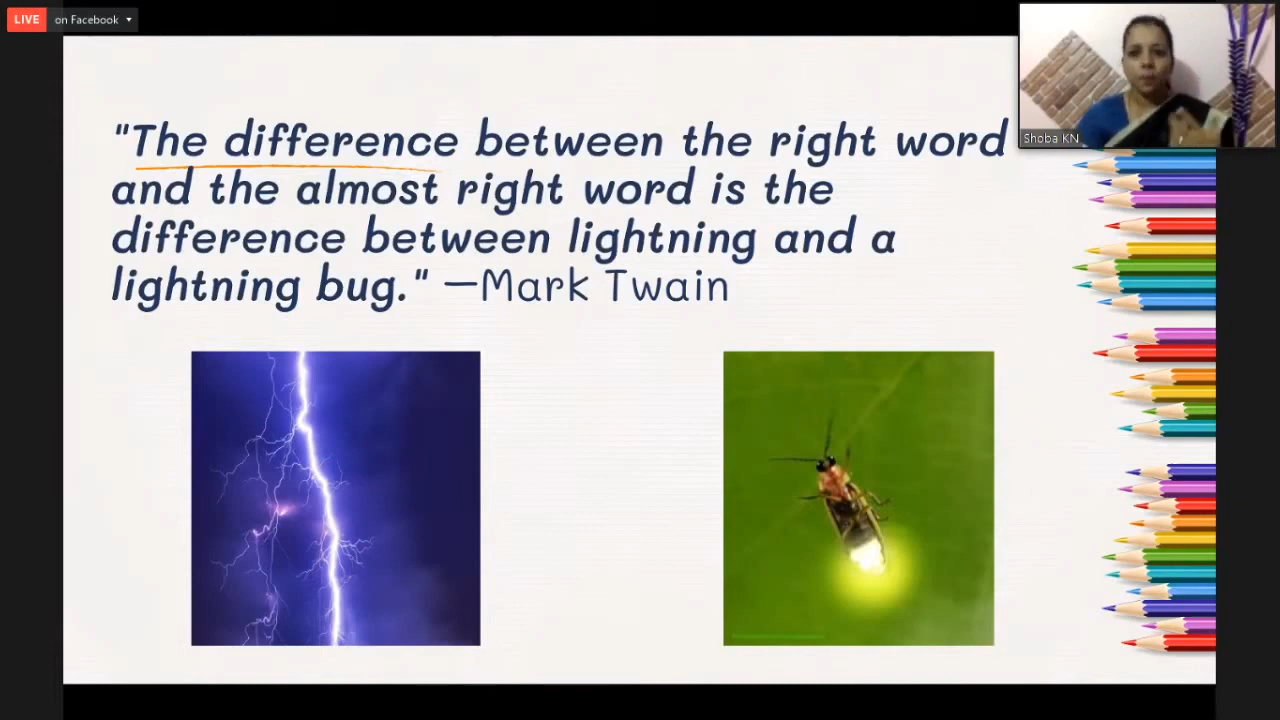 LIVE on Facebook
Shoba KN
"The difference between the right word
and the almost right word is the
difference between lightning and a
lightning bug." —Mark Twain